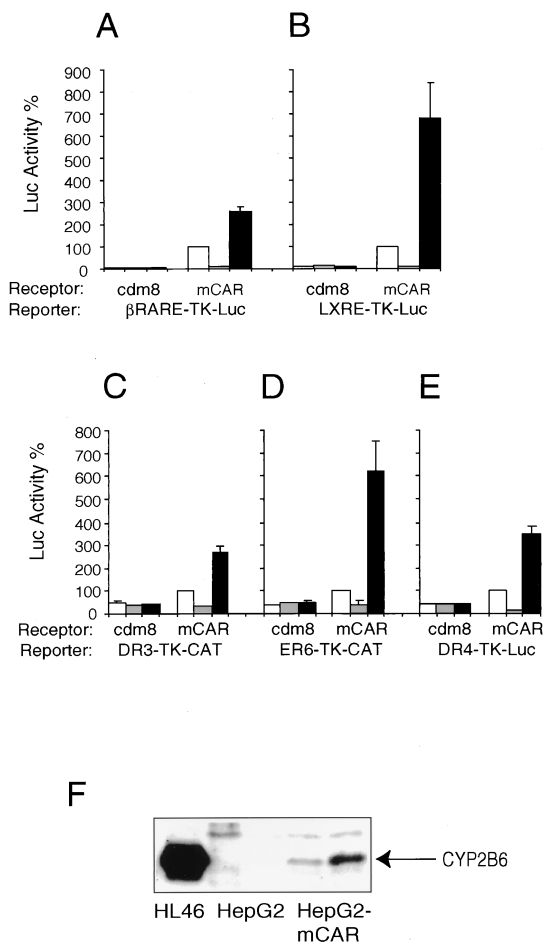 A
B
Luc Activity %
900
800
700
600
500
400
300
200
100
0
Receptor: cdm8 mCAR cdm8 mCAR
Reporter: βRARE-TK-Luc LXRE-TK-Luc
C
D
E
Luc Activity %
800
700
600
500
400
300
200
100
0
Receptor: cdm8 mCAR cdm8 mCAR cdm8 mCAR
Reporter: DR3-TK-CAT ER6-TK-CAT DR4-TK-Luc
F
CYP2B6
HL46 HepG2 HepG2-
mCAR